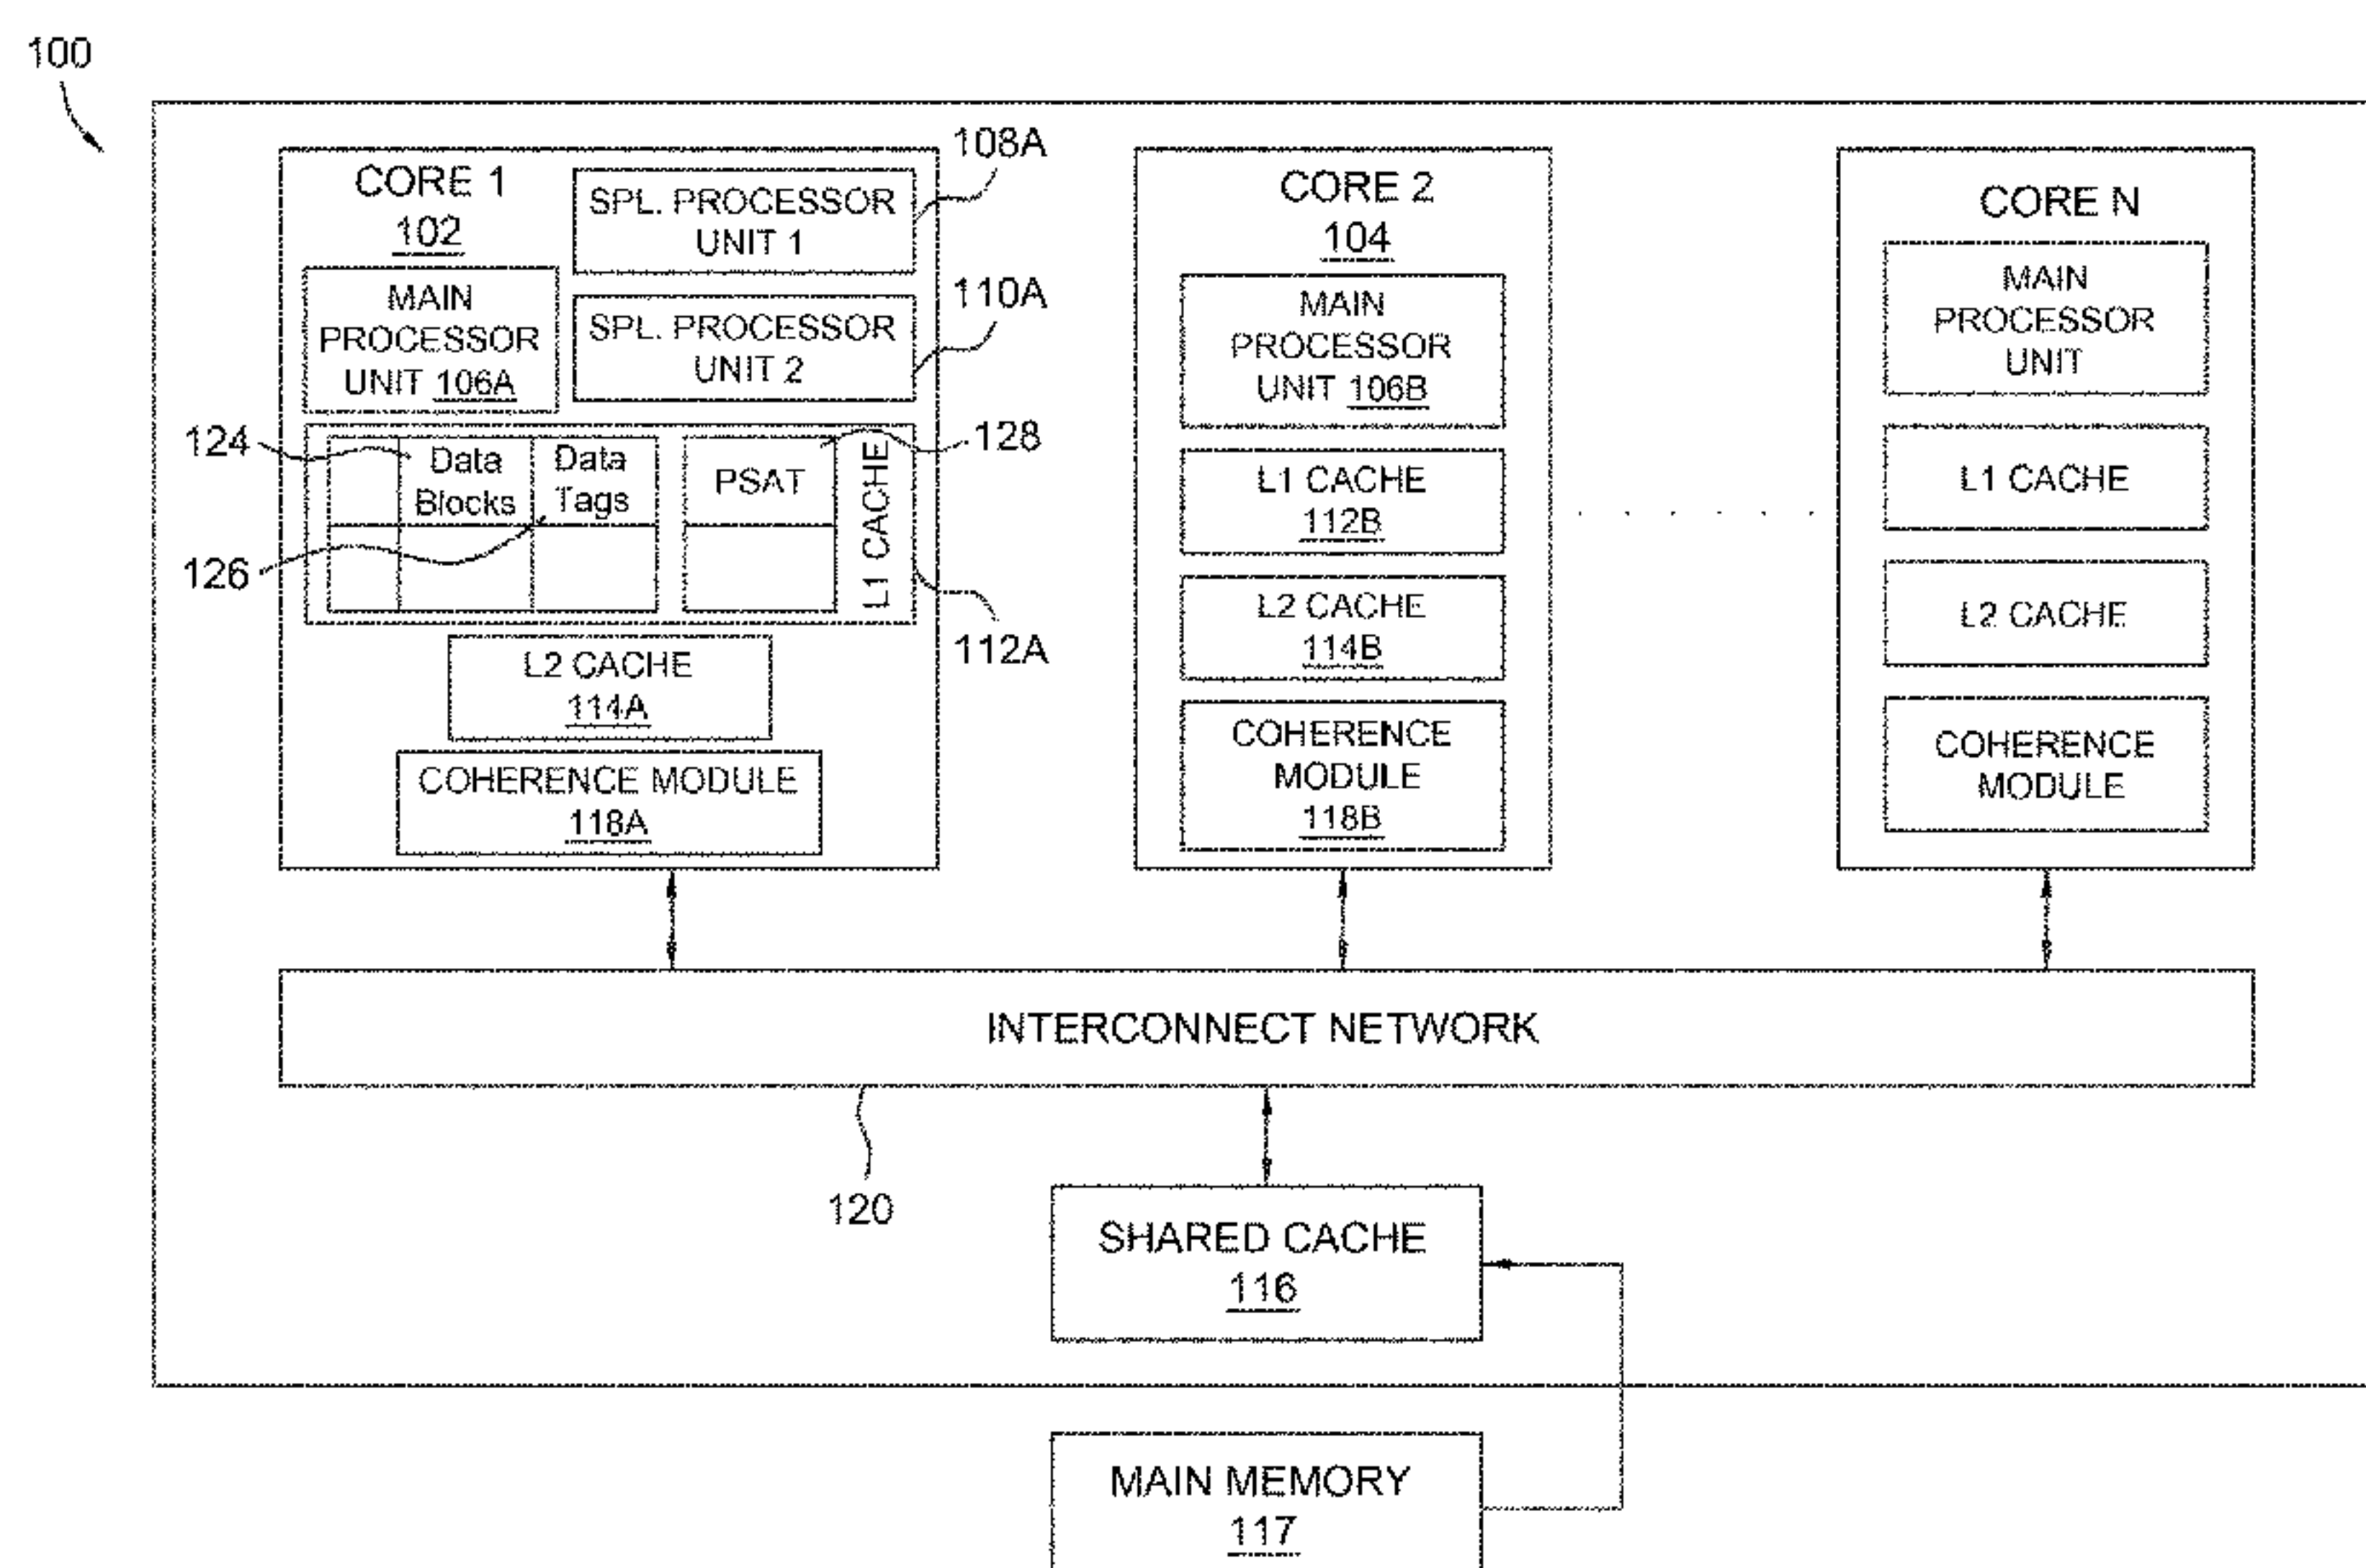 100
CORE 1
102
SPL. PROCESSOR
UNIT 1
108A
MAIN
PROCESSOR
UNIT 106A
SPL. PROCESSOR
UNIT 2
110A
124
Data
Blocks
Data
Tags
PSAT
128
L1 CACHE
126
112A
L2 CACHE
114A
COHERENCE MODULE
118A
CORE 2
104
MAIN
PROCESSOR
UNIT 106B
L1 CACHE
112B
L2 CACHE
114B
COHERENCE
MODULE
118B
CORE N
MAIN
PROCESSOR
UNIT
L1 CACHE
L2 CACHE
COHERENCE
MODULE
INTERCONNECT NETWORK
120
SHARED CACHE
116
MAIN MEMORY
117